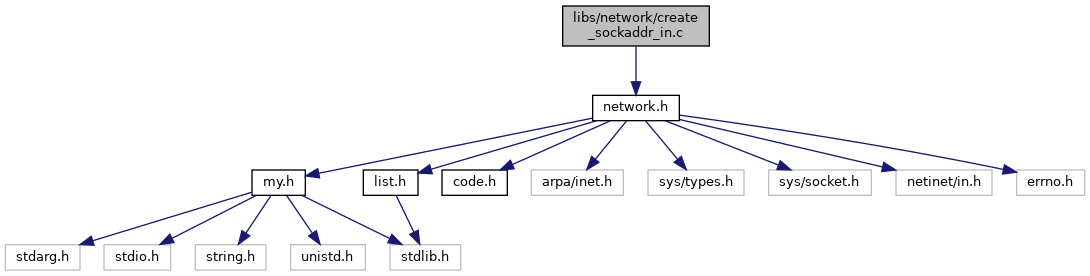 libs/network/create
_sockaddr_in.c
network.h
my.h
list.h
code.h
arpa/inet.h
sys/types.h
sys/socket.h
netinet/in.h
errno.h
stdarg.h
stdio.h
string.h
unistd.h
stdlib.h